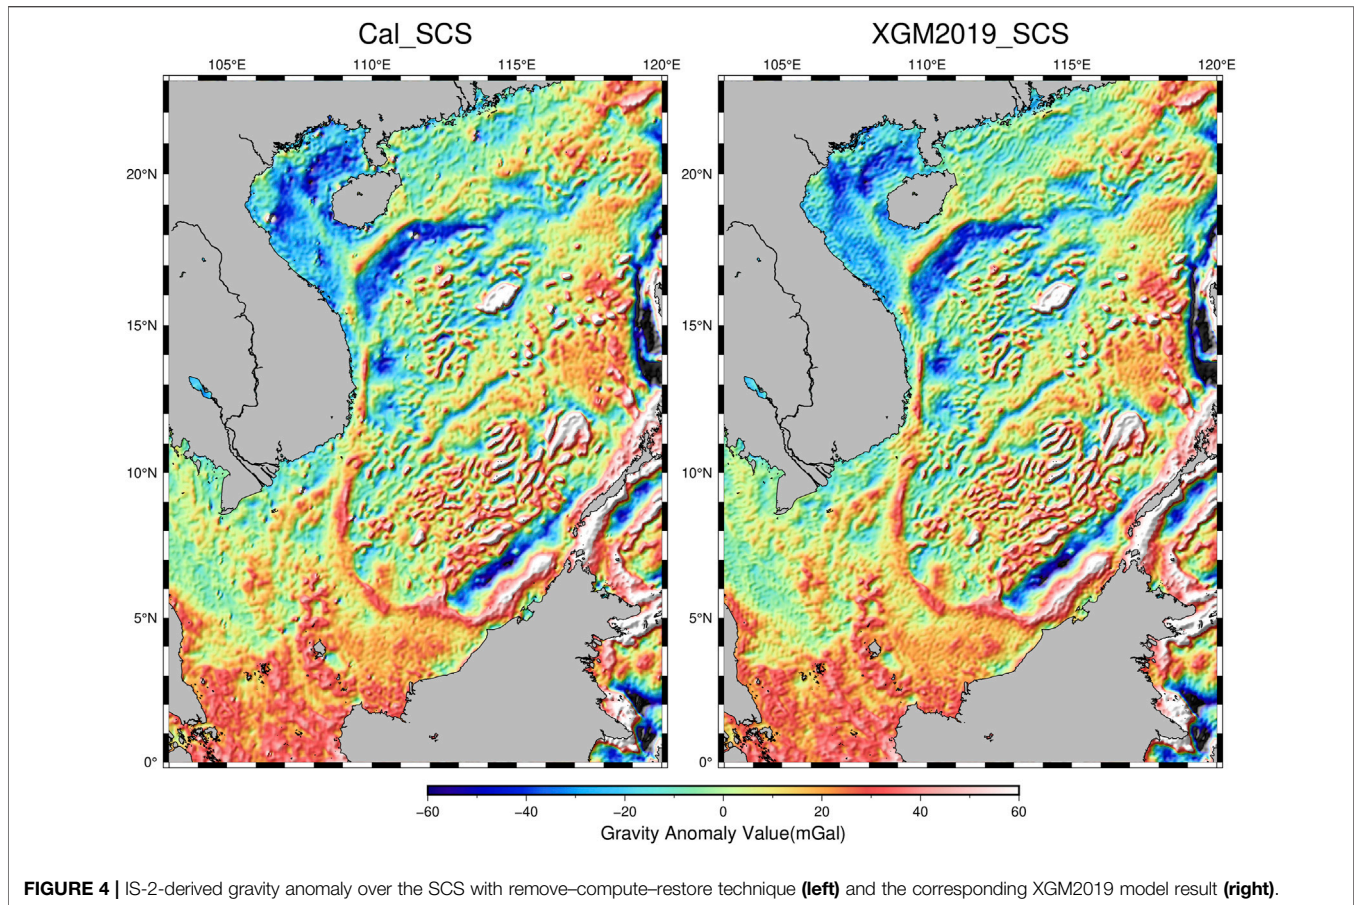 Cal_SCS XGM2019_SCS
105°E 110°E 115°E 120°E 105°E 110°E 115°E 120°E
20°N 20°N
15°N 15°N
10°N 10°N
5°N 5°N
0° 0°
−60 −40 −20 0 20 40 60
Gravity Anomaly Value(mGal)
FIGURE 4 | IS-2-derived gravity anomaly over the SCS with remove–compute–restore technique (left) and the corresponding XGM2019 model result (right).